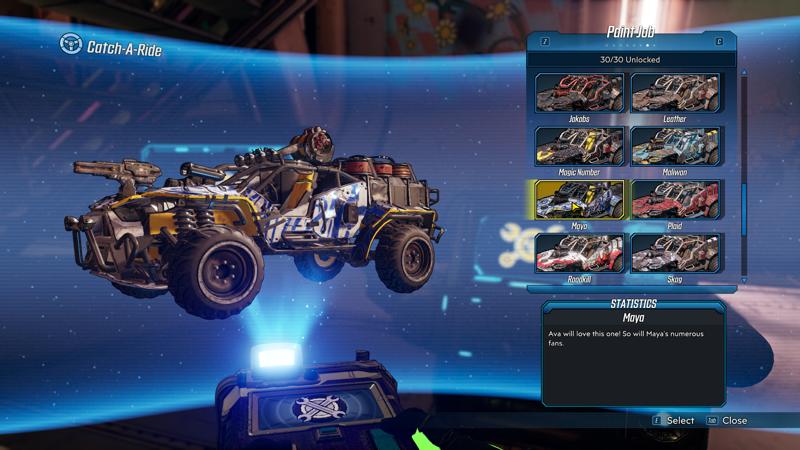 Catch-A-Ride
Paint Job
Z
C
30/30 Unlocked
Jakobs
Leather
Magic Number
Maliwan
Maya
Plaid
Roadkill
Skag
STATISTICS
Maya
Ava will love this one! So will Maya's numerous
fans.
E Select
Tab Close